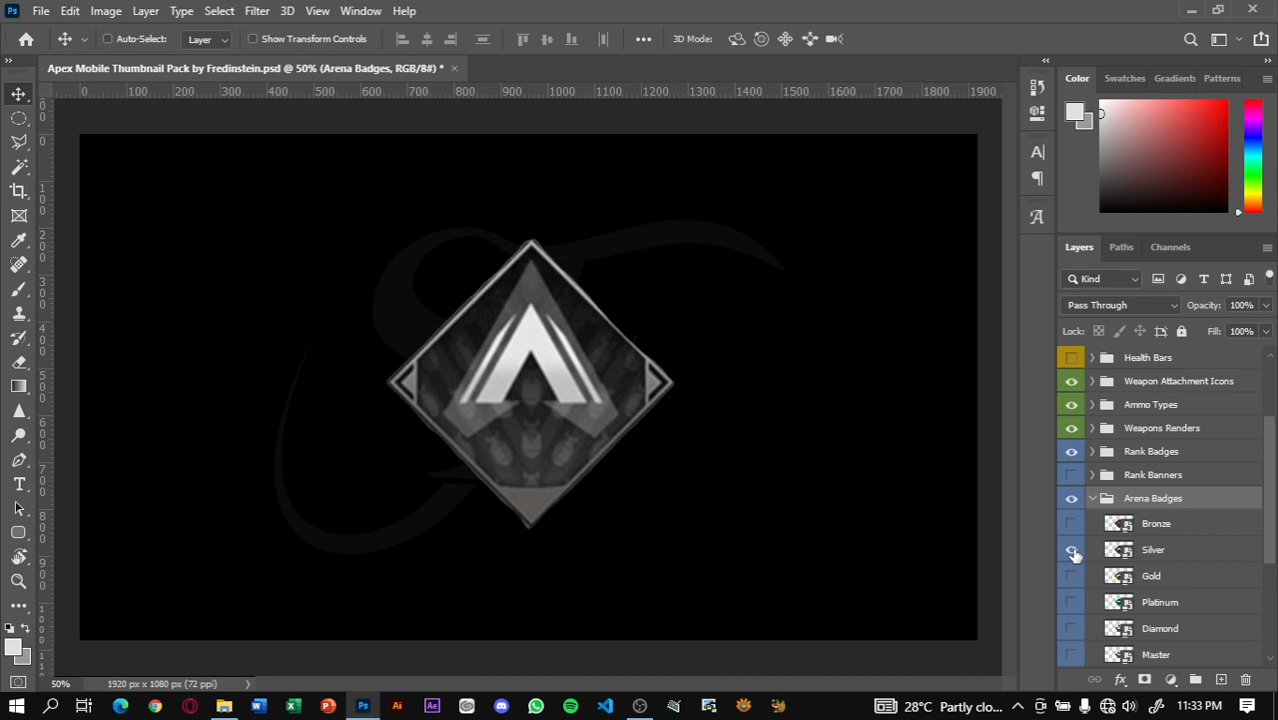 Ps File Edit Image Layer Type Select Filter 3D View Window Help
Auto-Select: Layer Show Transform Controls 3D Mode:
Apex Mobile Thumbnail Pack by Fredinstein.psd @ 50% (Arena Badges, RGB/8#) *
0 100 200 300 400 500 600 700 800 900 1000 1100 1200 1300 1400 1500 1600 1700 1800 1900
Color Swatches Gradients Patterns
Layers Paths Channels
Kind
Pass Through Opacity: 100%
Lock: Fill: 100%
Health Bars
Weapon Attachment Icons
Ammo Types
Weapons Renders
Rank Badges
Rank Banners
Arena Badges
Bronze
Silver
Gold
Platinum
Diamond
Master
50% 1920 px x 1080 px (72 ppi)
28°C Partly clo... 11:33 PM